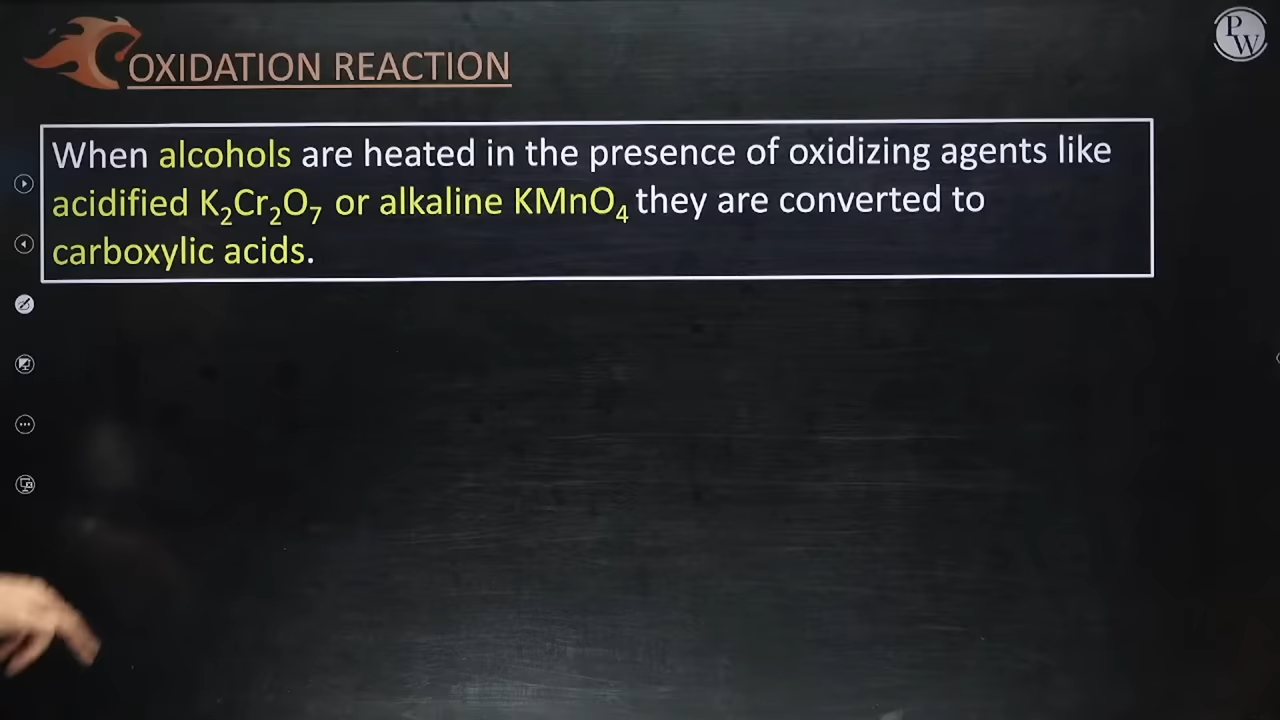 OXIDATION REACTION
PW
When alcohols are heated in the presence of oxidizing agents like
acidified K₂Cr₂O₇ or alkaline KMnO₄ they are converted to
carboxylic acids.